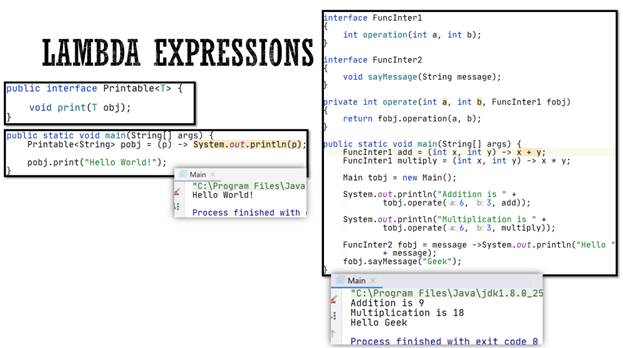 LAMBDA EXPRESSIONS
public interface Printable<T> {
void print(T obj);
}
public static void main(String[] args) {
Printable<String> pobj = (p) -> System.out.println(p);
pobj.print("Hello World!");
Main ×
"C:\Program Files\Java
Hello World!
Process finished with
interface FuncInter1
{
int operation(int a, int b);
}
interface FuncInter2
{
void sayMessage(String message);
}
private int operate(int a, int b, FuncInter1 fobj)
{
return fobj.operation(a, b);
}
public static void main(String[] args) {
FuncInter1 add = (int x, int y) -> x + y;
FuncInter1 multiply = (int x, int y) -> x * y;
Main tobj = new Main();
System.out.println("Addition is " +
tobj.operate( a: 6, b: 3, add));
System.out.println("Multiplication is " +
tobj.operate( a: 6, b: 3, multiply));
FuncInter2 fobj = message ->System.out.println("Hello "
+ message);
fobj.sayMessage("Geek");
}
Main ×
"C:\Program Files\Java\jdk1.8.0_25
Addition is 9
Multiplication is 18
Hello Geek
Process finished with exit code 0